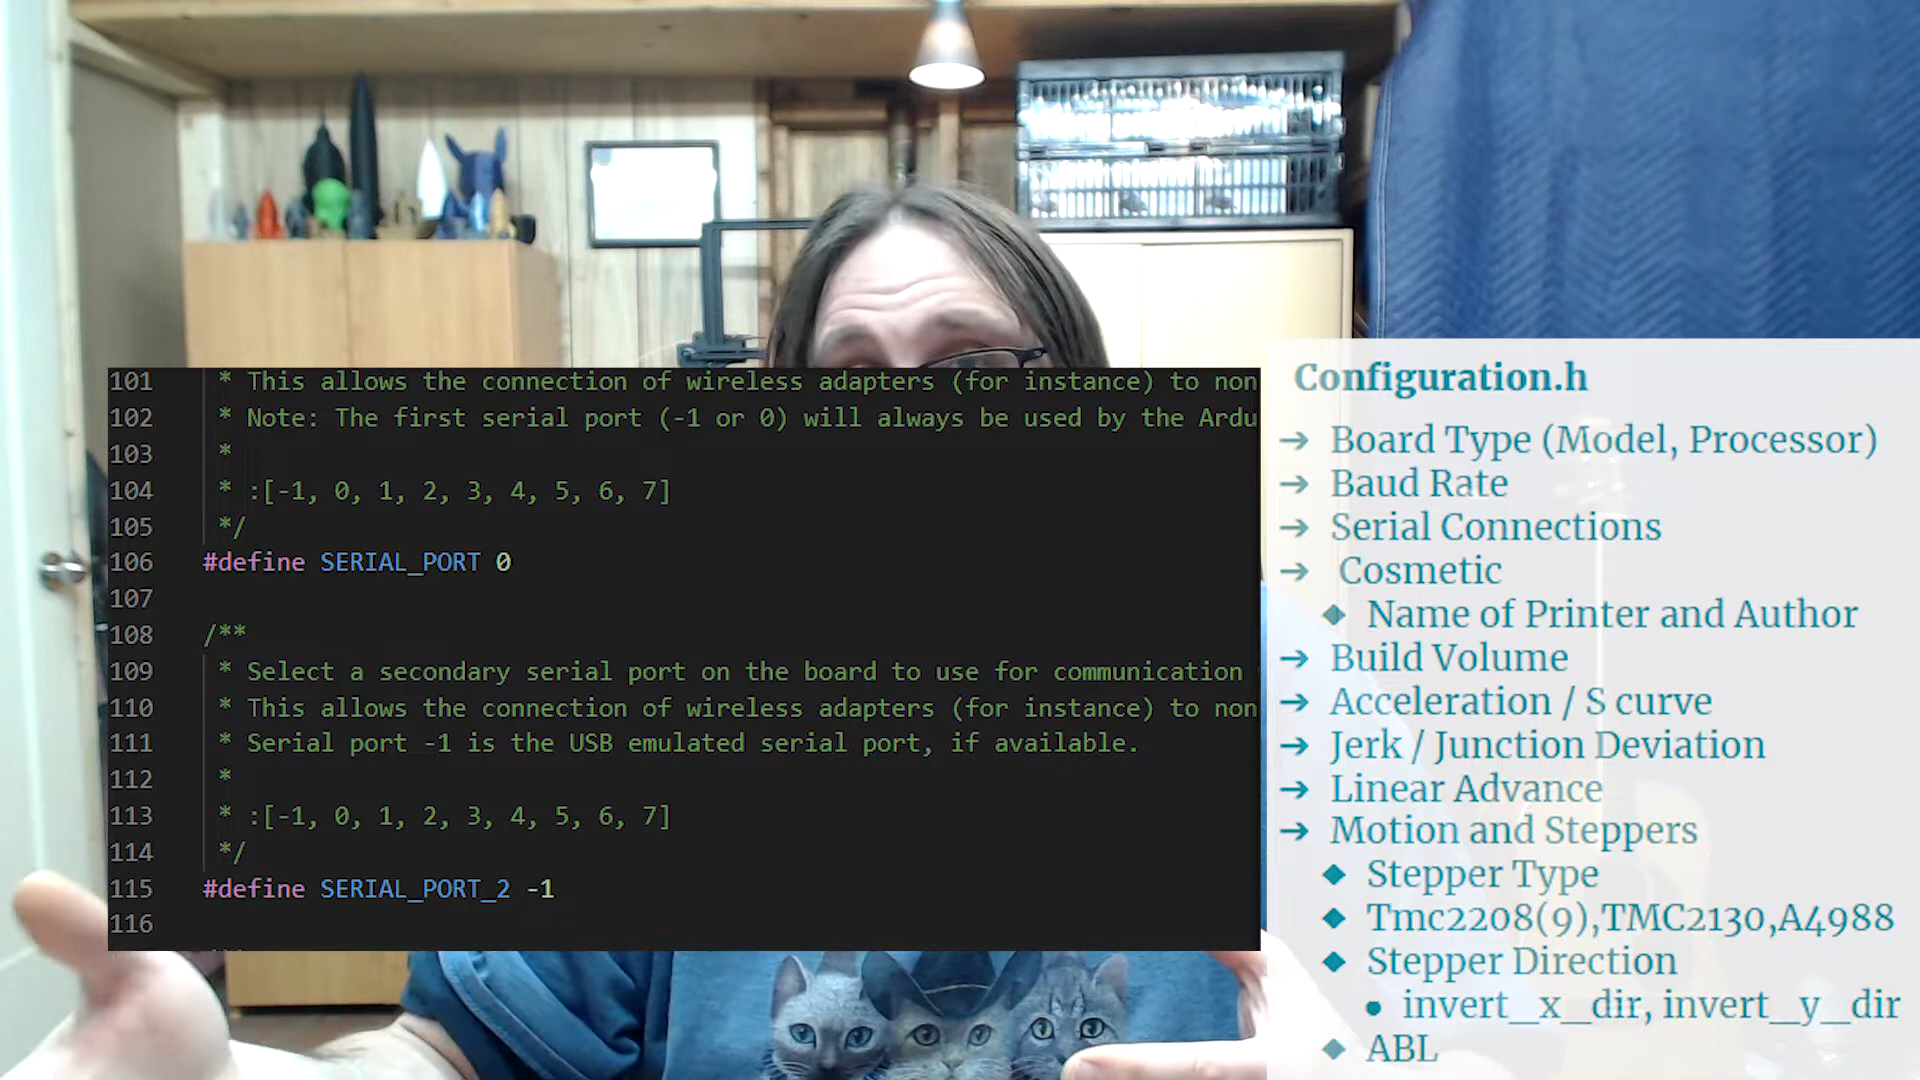 101 * This allows the connection of wireless adapters (for instance) to non
102 * Note: The first serial port (-1 or 0) will always be used by the Ardu
103 *
104 * :[-1, 0, 1, 2, 3, 4, 5, 6, 7]
105 */
106 #define SERIAL_PORT 0
107
108 /**
109 * Select a secondary serial port on the board to use for communication
110 * This allows the connection of wireless adapters (for instance) to non
111 * Serial port -1 is the USB emulated serial port, if available.
112 *
113 * :[-1, 0, 1, 2, 3, 4, 5, 6, 7]
114 */
115 #define SERIAL_PORT_2 -1
116
Configuration.h
→ Board Type (Model, Processor)
→ Baud Rate
→ Serial Connections
→ Cosmetic
◆ Name of Printer and Author
→ Build Volume
→ Acceleration / S curve
→ Jerk / Junction Deviation
→ Linear Advance
→ Motion and Steppers
◆ Stepper Type
◆ Tmc2208(9),TMC2130,A4988
◆ Stepper Direction
● invert_x_dir, invert_y_dir
◆ ABL